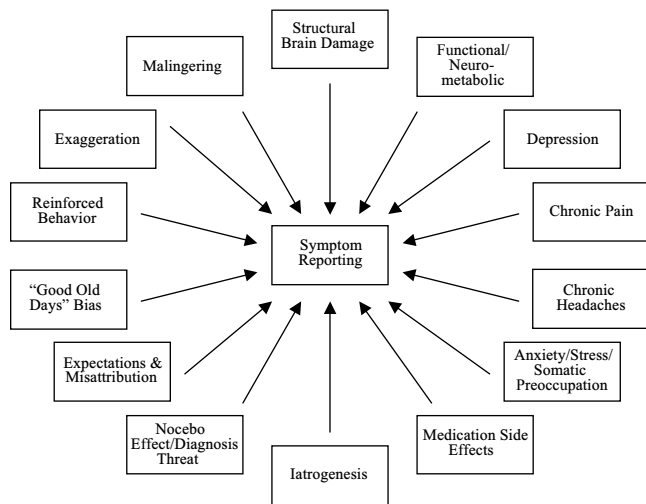 Structural
Brain Damage
Functional/
Neuro-
metabolic
Depression
Chronic Pain
Chronic
Headaches
Anxiety/Stress/
Somatic
Preoccupation
Medication Side
Effects
Iatrogenesis
Nocebo
Effect/Diagnosis
Threat
Expectations &
Misattribution
“Good Old
Days” Bias
Reinforced
Behavior
Exaggeration
Malingering
Symptom
Reporting